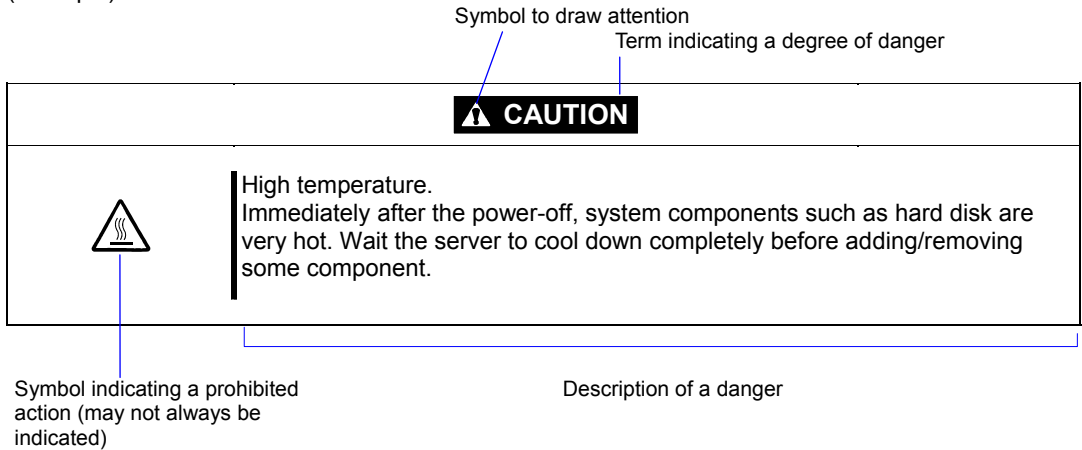 Symbol to draw attention
Term indicating a degree of danger
CAUTION
High temperature.
Immediately after the power-off, system components such as hard disk are
very hot. Wait the server to cool down completely before adding/removing
some component.
Symbol indicating a prohibited
action (may not always be
indicated)
Description of a danger